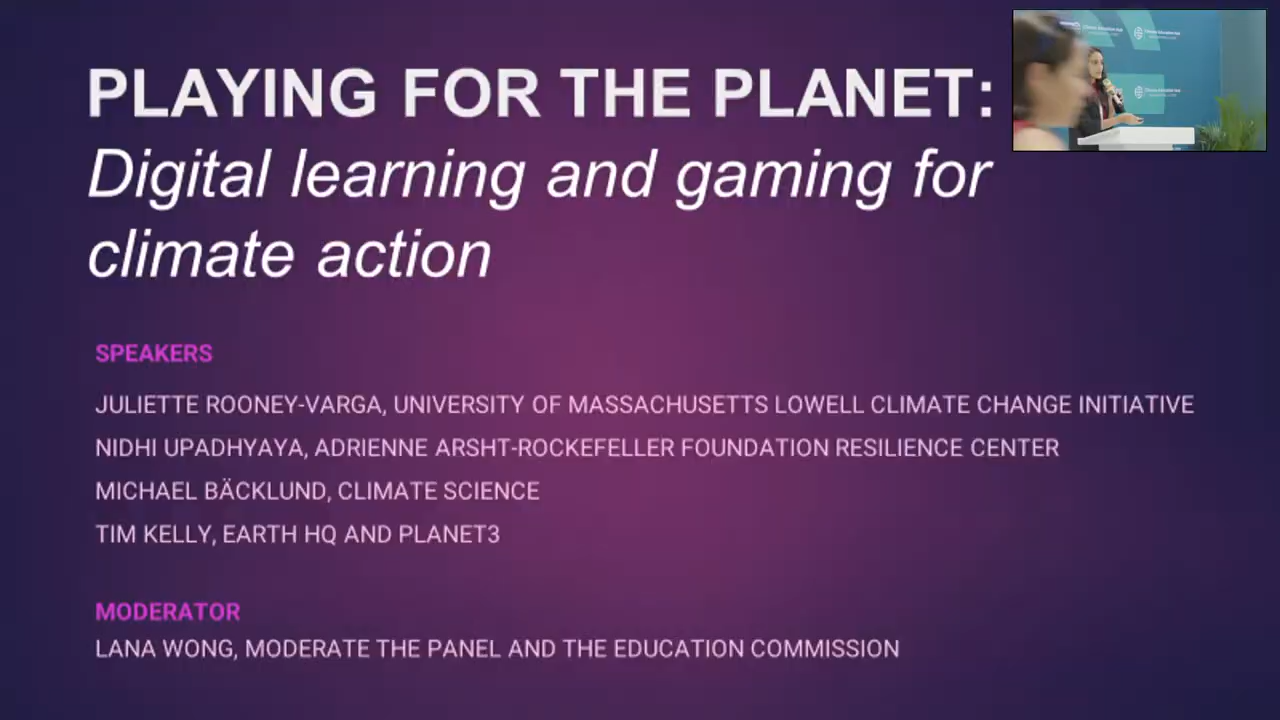 PLAYING FOR THE PLANET:
Digital learning and gaming for
climate action
SPEAKERS
JULIETTE ROONEY-VARGA, UNIVERSITY OF MASSACHUSETTS LOWELL CLIMATE CHANGE INITIATIVE
NIDHI UPADHYAYA, ADRIENNE ARSHT-ROCKEFELLER FOUNDATION RESILIENCE CENTER
MICHAEL BÄCKLUND, CLIMATE SCIENCE
TIM KELLY, EARTH HQ AND PLANET3
MODERATOR
LANA WONG, MODERATE THE PANEL AND THE EDUCATION COMMISSION